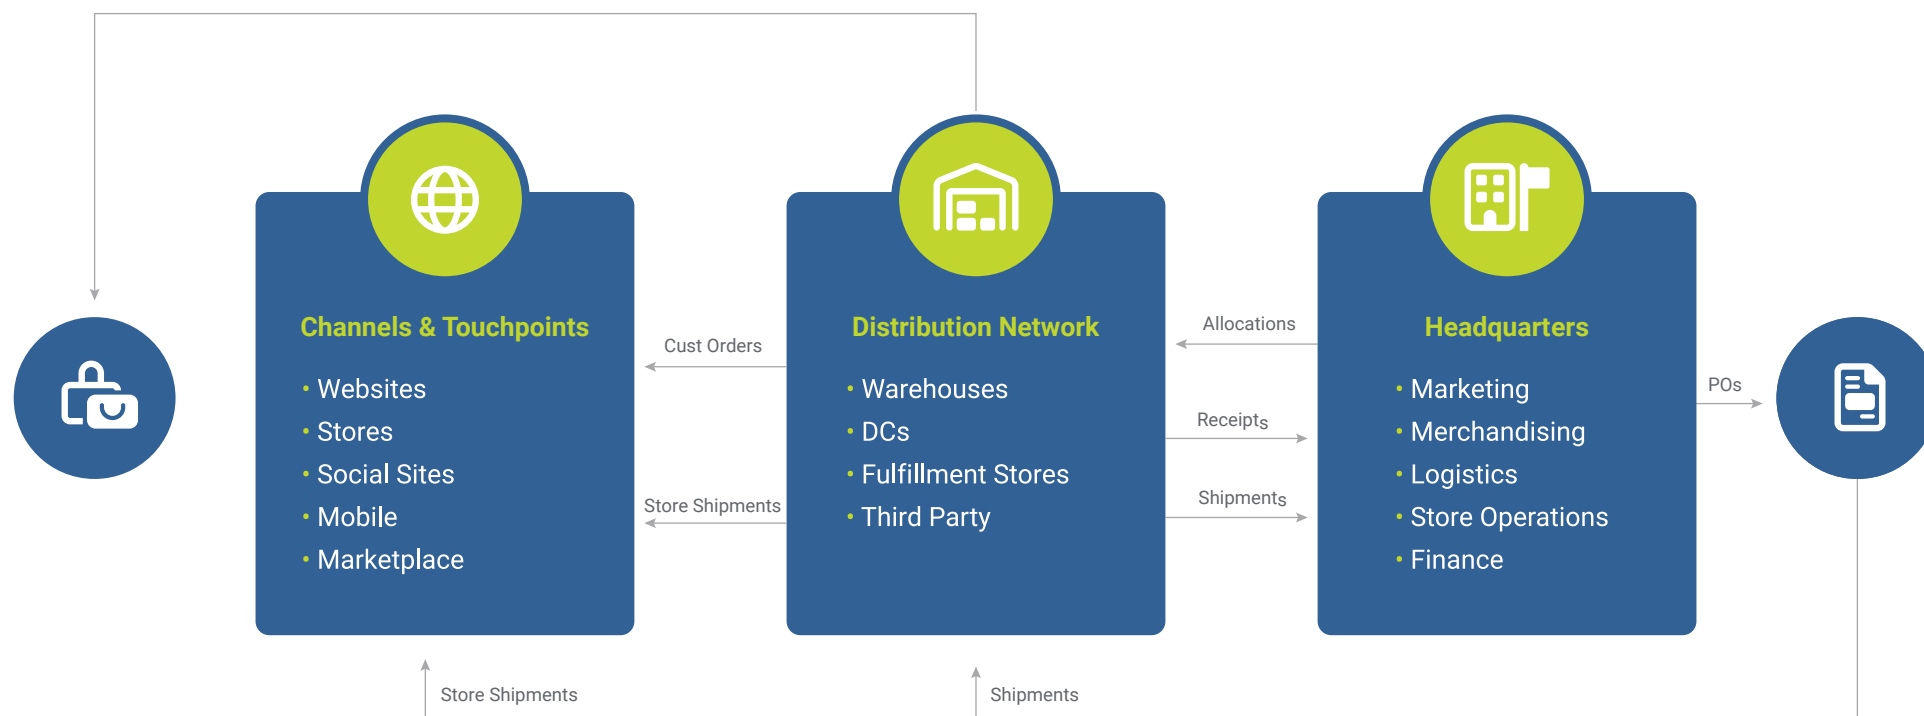 Channels & Touchpoints
• Websites
• Stores
• Social Sites
• Mobile
• Marketplace
Cust Orders
Store Shipments
Distribution Network
• Warehouses
• DCs
• Fulfillment Stores
• Third Party
Allocations
Receipts
Shipments
Headquarters
• Marketing
• Merchandising
• Logistics
• Store Operations
• Finance
POs
Store Shipments
Shipments